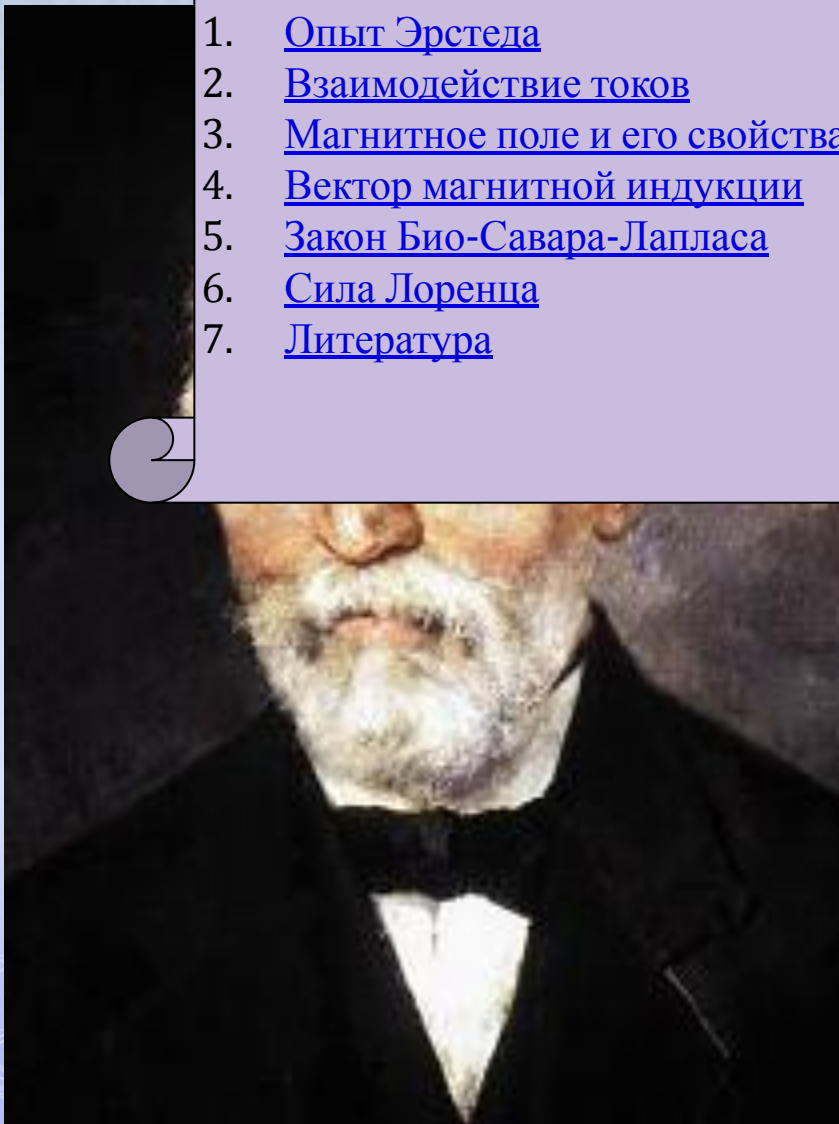 1. Опыт Эрстеда
2. Взаимодействие токов
3. Магнитное поле и его свойства
4. Вектор магнитной индукции
5. Закон Био-Савара-Лапласа
6. Сила Лоренца
7. Литература